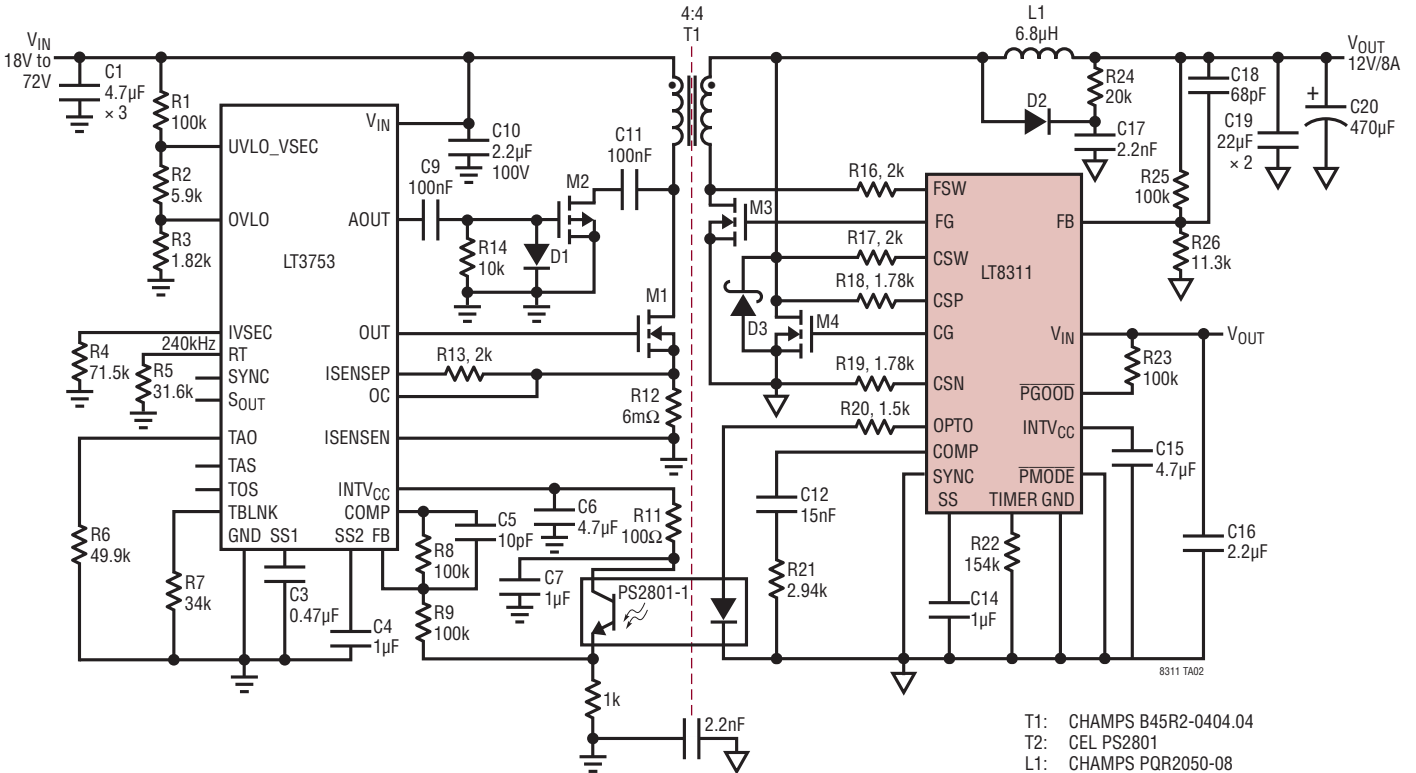 4:4
T1
L1
6.8µH
VIN
18V to
72V
C1
4.7µF
× 3
R1
100k
R2
5.9k
R3
1.82k
UVLO_VSEC
OVLO
VIN
AOUT
LT3753
C10
2.2µF
100V
C9
100nF
C11
100nF
M2
R14
10k
D1
M1
IVSEC
240kHz
RT
SYNC
SOUT
TAO
TAS
TOS
TBLNK
GND SS1 SS2 FB
OUT
ISENSEP
OC
ISENSEN
INTVCC
COMP
R4
71.5k
R5
31.6k
R6
49.9k
R7
34k
C3
0.47µF
C4
1µF
R13, 2k
R12
6mΩ
C5
10pF
C6
4.7µF
R8
100k
R9
100k
R11
100Ω
C7
1µF
PS2801-1
1k
2.2nF
D2
R24
20k
C17
2.2nF
C18
68pF
C19
22µF
× 2
+
C20
470µF
VOUT
12V/8A
R25
100k
R26
11.3k
R16, 2k
M3
R17, 2k
R18, 1.78k
D3
M4
R19, 1.78k
R20, 1.5k
FSW
FG
CSW
CSP
CG
CSN
OPTO
COMP
SYNC
SS
TIMER GND
LT8311
FB
VIN
PGOOD
INTVCC
PMODE
VOUT
R23
100k
C15
4.7µF
C16
2.2µF
C12
15nF
R21
2.94k
C14
1µF
R22
154k
8311 TA02
T1: CHAMPS B45R2-0404.04
T2: CEL PS2801
L1: CHAMPS PQR2050-08